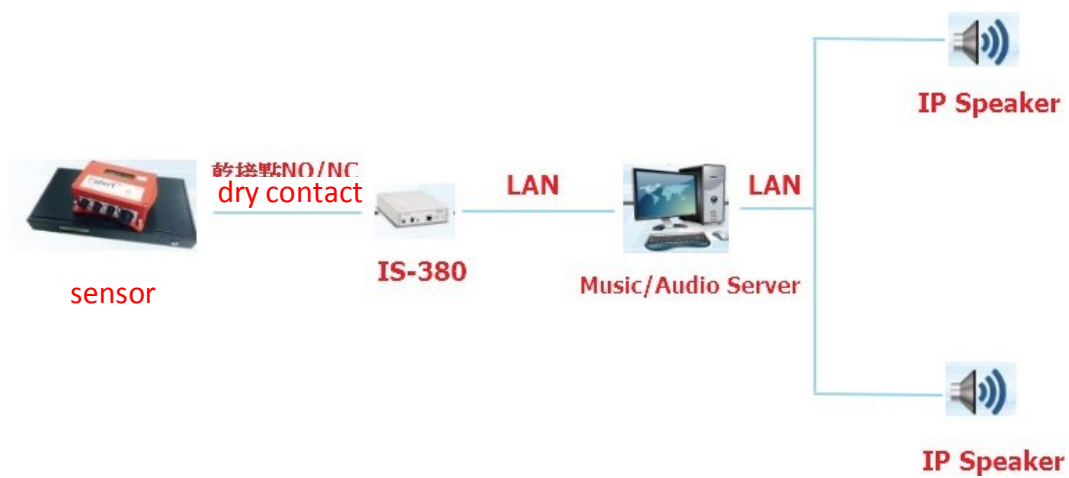 IP Speaker
乾接點NO/NC
dry contact
LAN
LAN
IS-380
sensor
Music/Audio Server
IP Speaker